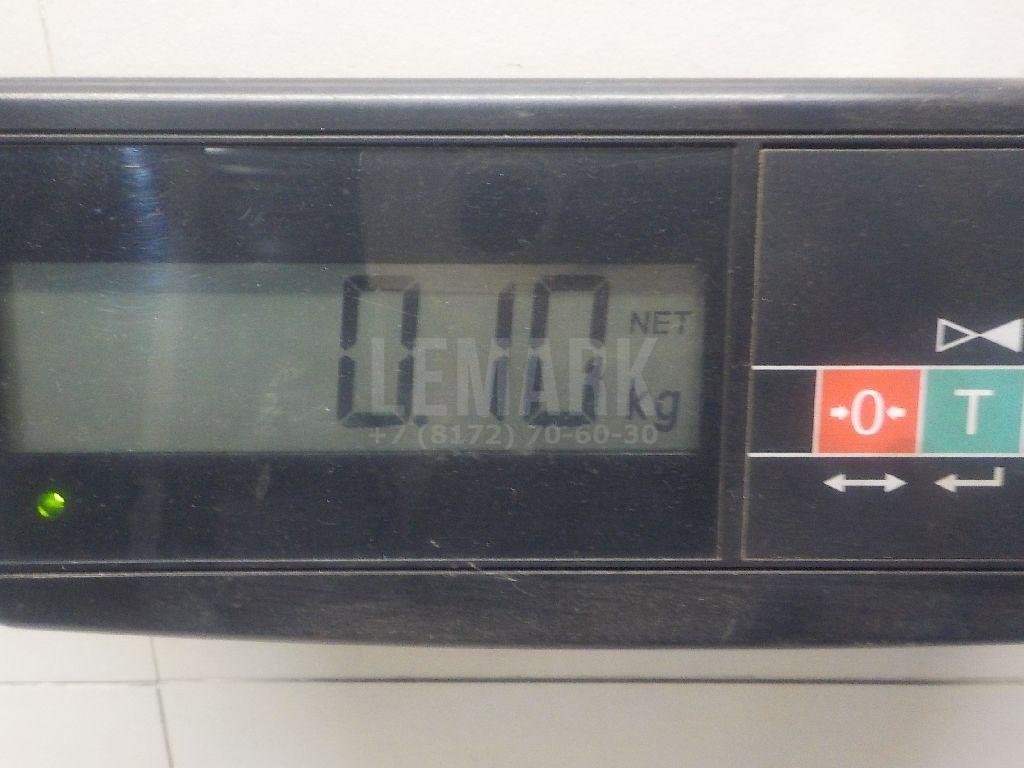 0.10 NET
kg
LEMARK
+7 (8172) 70-60-30
→0←
T